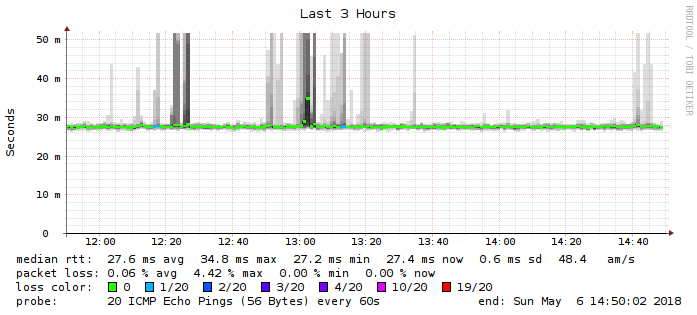 Last 3 Hours
RRDTOOL / TOBI OETIKER
Seconds
50 m
40 m
30 m
20 m
10 m
0
12:00 12:20 12:40 13:00 13:20 13:40 14:00 14:20 14:40
median rtt: 27.6 ms avg 34.8 ms max 27.2 ms min 27.4 ms now 0.6 ms sd 48.4 am/s
packet loss: 0.06 % avg 4.42 % max 0.00 % min 0.00 % now
loss color: 0 1/20 2/20 3/20 4/20 10/20 19/20
probe: 20 ICMP Echo Pings (56 Bytes) every 60s end: Sun May 6 14:50:02 2018